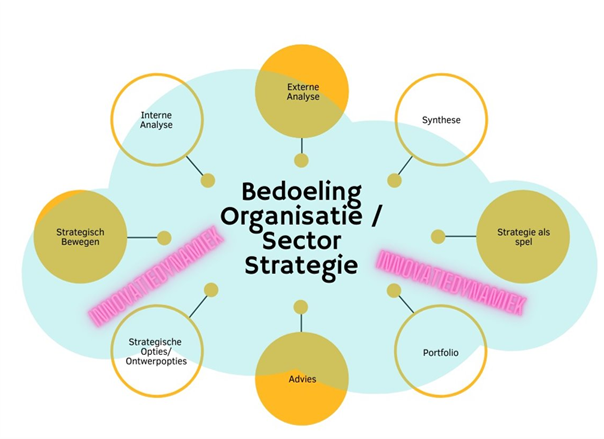 Externe
Analyse
Interne
Analyse
Synthese
Bedoeling
Organisatie /
Sector
Strategie
Strategisch
Bewegen
Strategie als
spel
INNOVATIEDYNAMIEK
INNOVATIEDYNAMIEK
Strategische
Opties/
Ontwerpopties
Advies
Portfolio